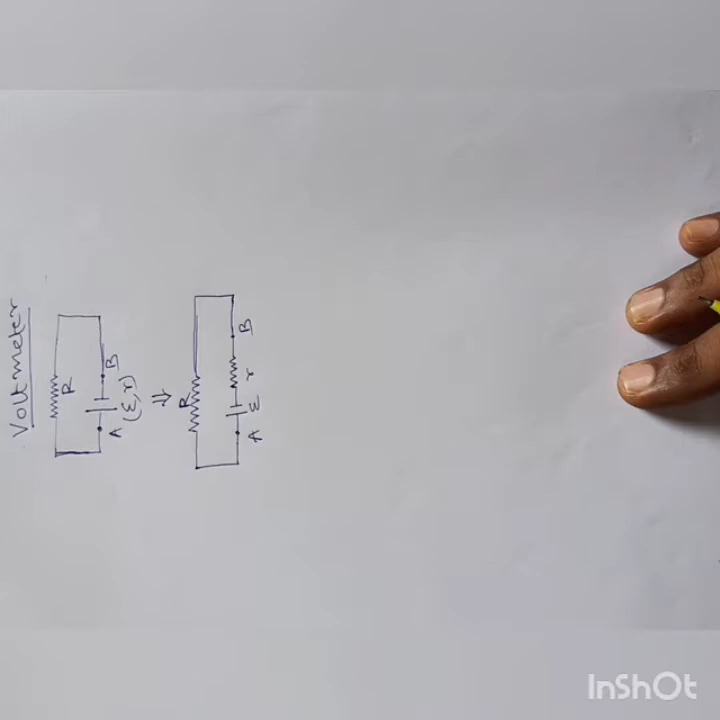 Voltmeter
R
A B
(ε, r)
⇓
R
ε r
A B
InShOt